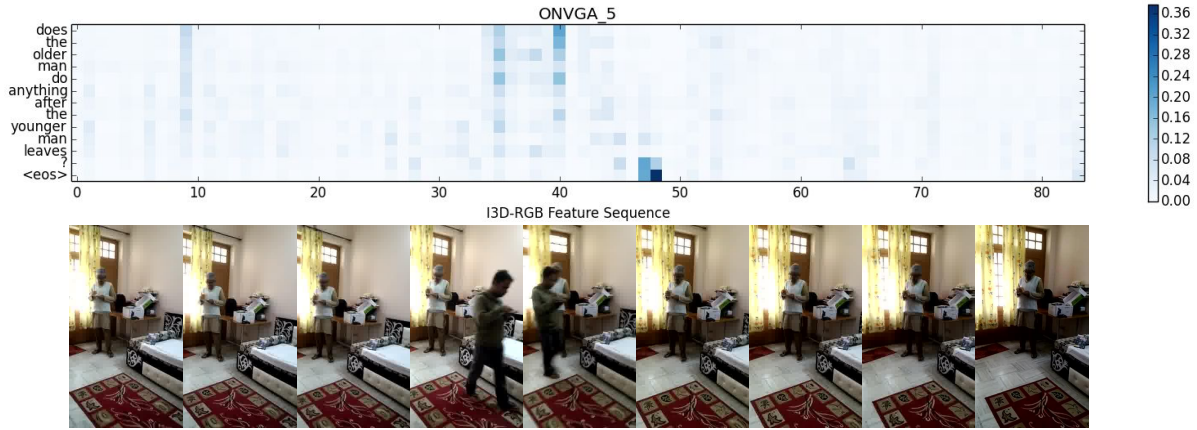 ONVGA_5
does
the
older
man
do
anything
after
the
younger
man
leaves
?
<eos>
0 10 20 30 40 50 60 70 80
I3D-RGB Feature Sequence
0.36
0.32
0.28
0.24
0.20
0.16
0.12
0.08
0.04
0.00